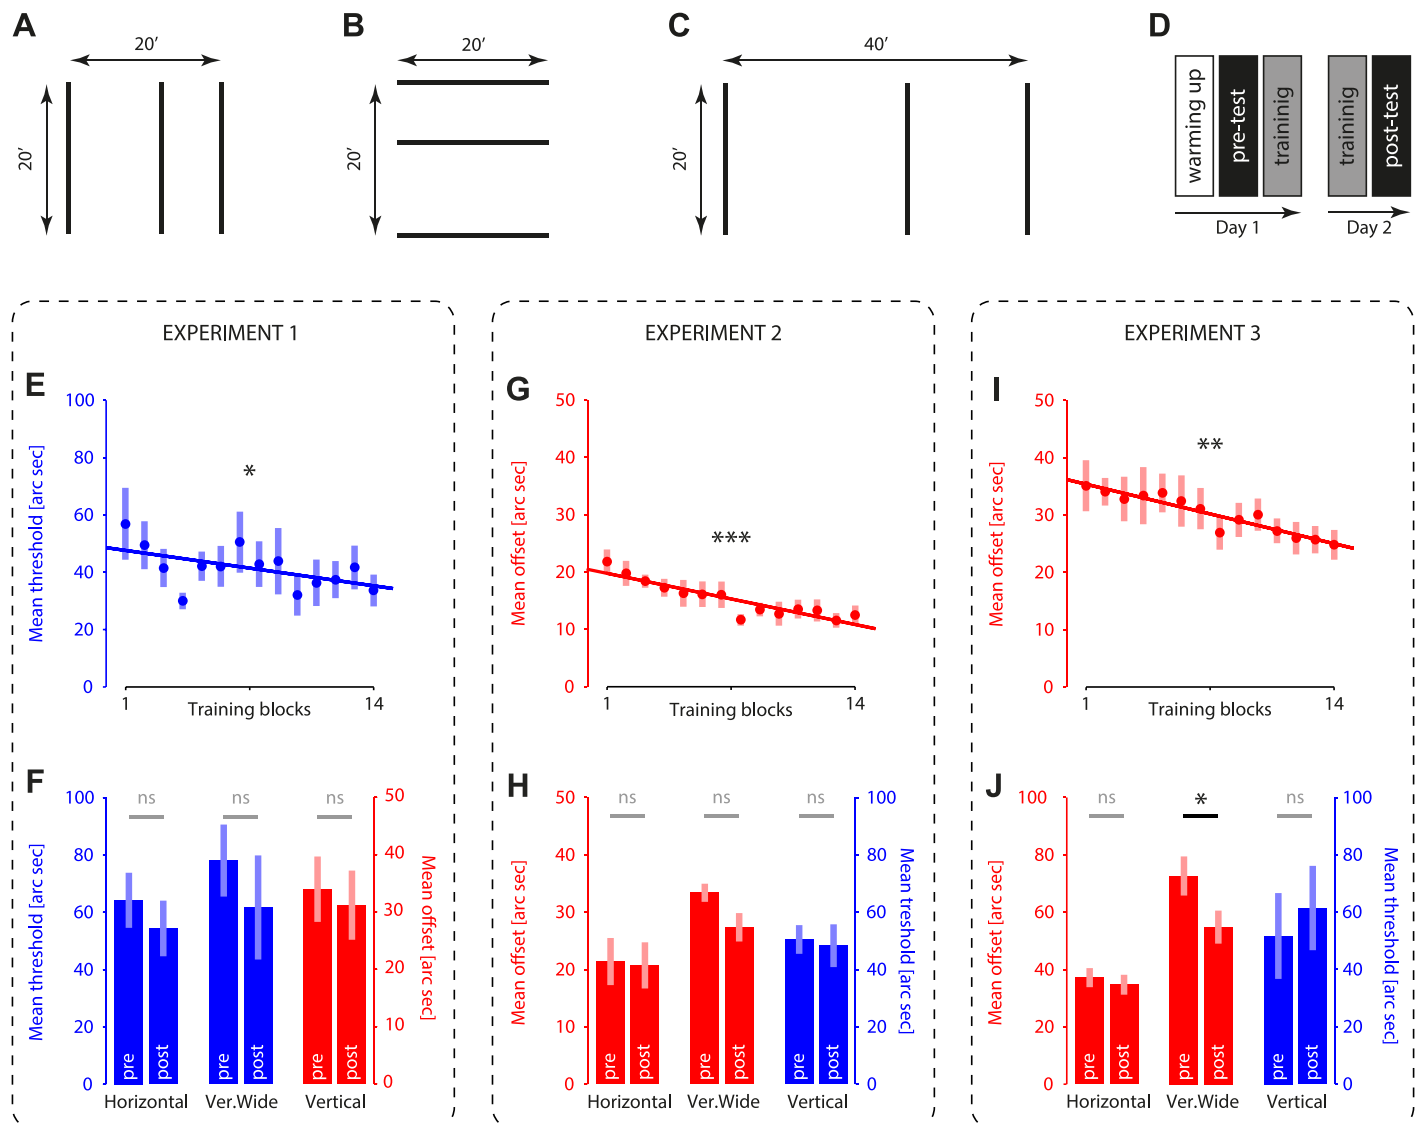 A
B
C
D
20’
20’
40’
20’
20’
20’
warming up
pre-test
traininig
traininig
post-test
Day 1
Day 2
EXPERIMENT 1
E
Mean threshold [arc sec]
100
80
60
40
20
0
*
1
14
Training blocks
F
Mean threshold [arc sec]
100
80
60
40
20
0
ns
ns
ns
pre
post
pre
post
pre
post
Horizontal
Ver.Wide
Vertical
50
40
30
20
10
0
Mean offset [arc sec]
EXPERIMENT 2
G
Mean offset [arc sec]
50
40
30
20
10
0
***
1
14
Training blocks
H
Mean offset [arc sec]
50
40
30
20
10
0
ns
ns
ns
pre
post
pre
post
pre
post
Horizontal
Ver.Wide
Vertical
100
80
60
40
20
0
Mean treshold [arc sec]
EXPERIMENT 3
I
Mean offset [arc sec]
50
40
30
20
10
0
**
1
14
Training blocks
J
Mean offset [arc sec]
100
80
60
40
20
0
ns
*
ns
pre
post
pre
post
pre
post
Horizontal
Ver.Wide
Vertical
100
80
60
40
20
0
Mean threshold [arc sec]